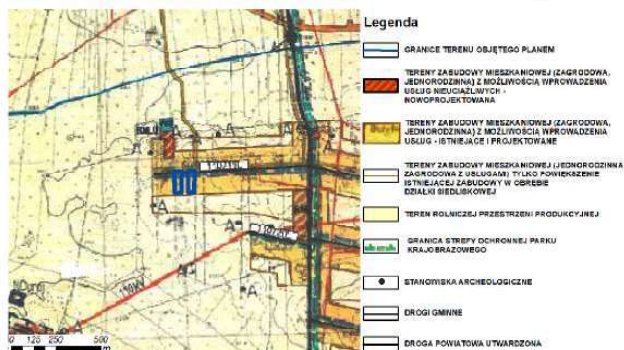 Legenda
GRANICE TERENU OBJĘTEGO PLANEM
TERENY ZABUDOWY MIESZKANIOWEJ (ZAGRODOWA,
JEDNORODZINNA) Z MOŻLIWOŚCIĄ WPROWADZENIA
USŁUG NIEUCIĄŻLIWYCH -
NOWOPROJEKTOWANA
TERENY ZABUDOWY MIESZKANIOWEJ (ZAGRODOWA,
JEDNORODZINNA) Z MOŻLIWOŚCIĄ WPROWADZENIA
USŁUG - ISTNIEJĄCE I PROJEKTOWANE
TERENY ZABUDOWY MIESZKANIOWEJ (JEDNORODZINNA
ZAGRODOWA Z USŁUGAMI) TYLKO POWIĘKSZENIE
ISTNIEJĄCEJ ZABUDOWY W OBRĘBIE
DZIAŁKI SIEDLISKOWEJ
TEREN ROLNICZEJ PRZESTRZENI PRODUKCYJNEJ
GRANICA STREFY OCHRONNEJ PARKU
KRAJOBRAZOWEGO
STANOWISKA ARCHEOLOGICZNE
DROGI GMINNE
DROGA POWIATOWA UTWARDZONA
A
A
A
A
110KV
0 125 250 500
m